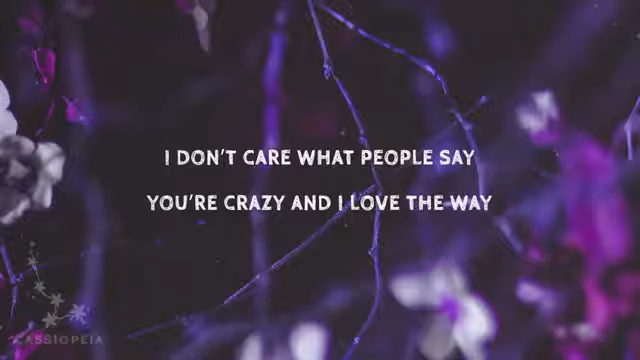 I DON'T CARE WHAT PEOPLE SAY
YOU'RE CRAZY AND I LOVE THE WAY
CASSIOPEIA